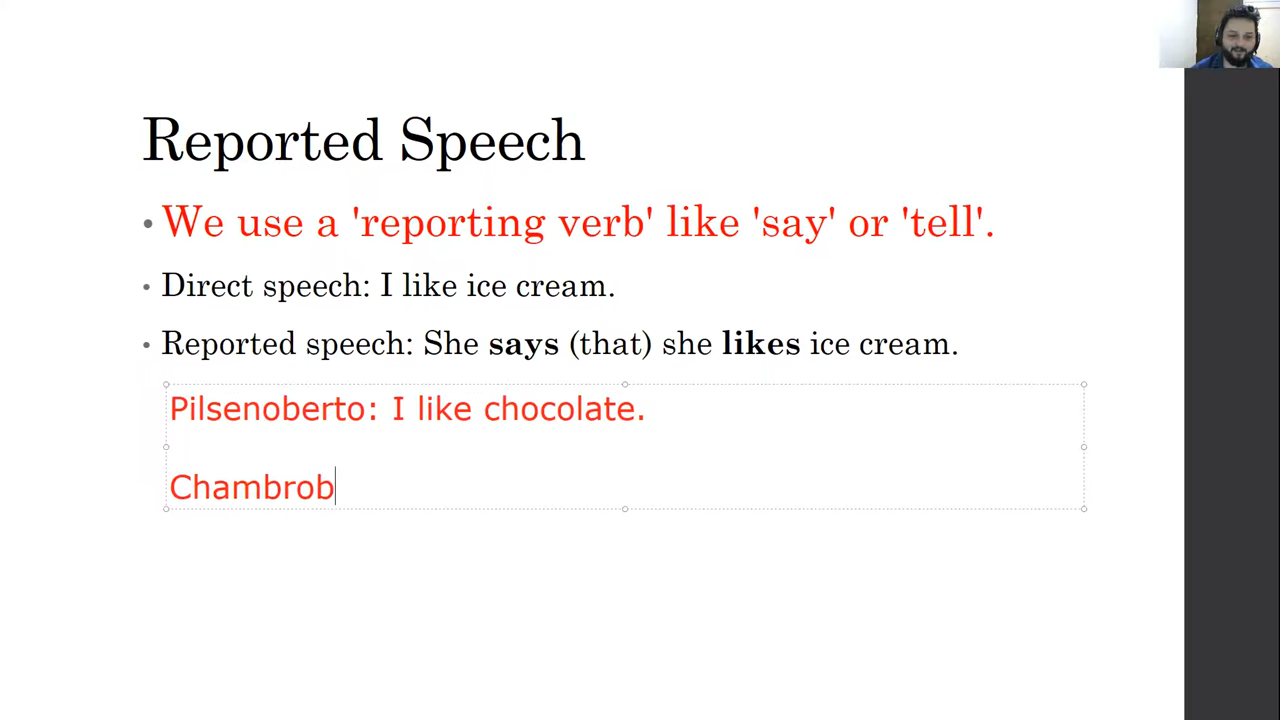 Reported Speech
• We use a 'reporting verb' like 'say' or 'tell'.
• Direct speech: I like ice cream.
• Reported speech: She says (that) she likes ice cream.
Pilsenoberto: I like chocolate.
Chambrob